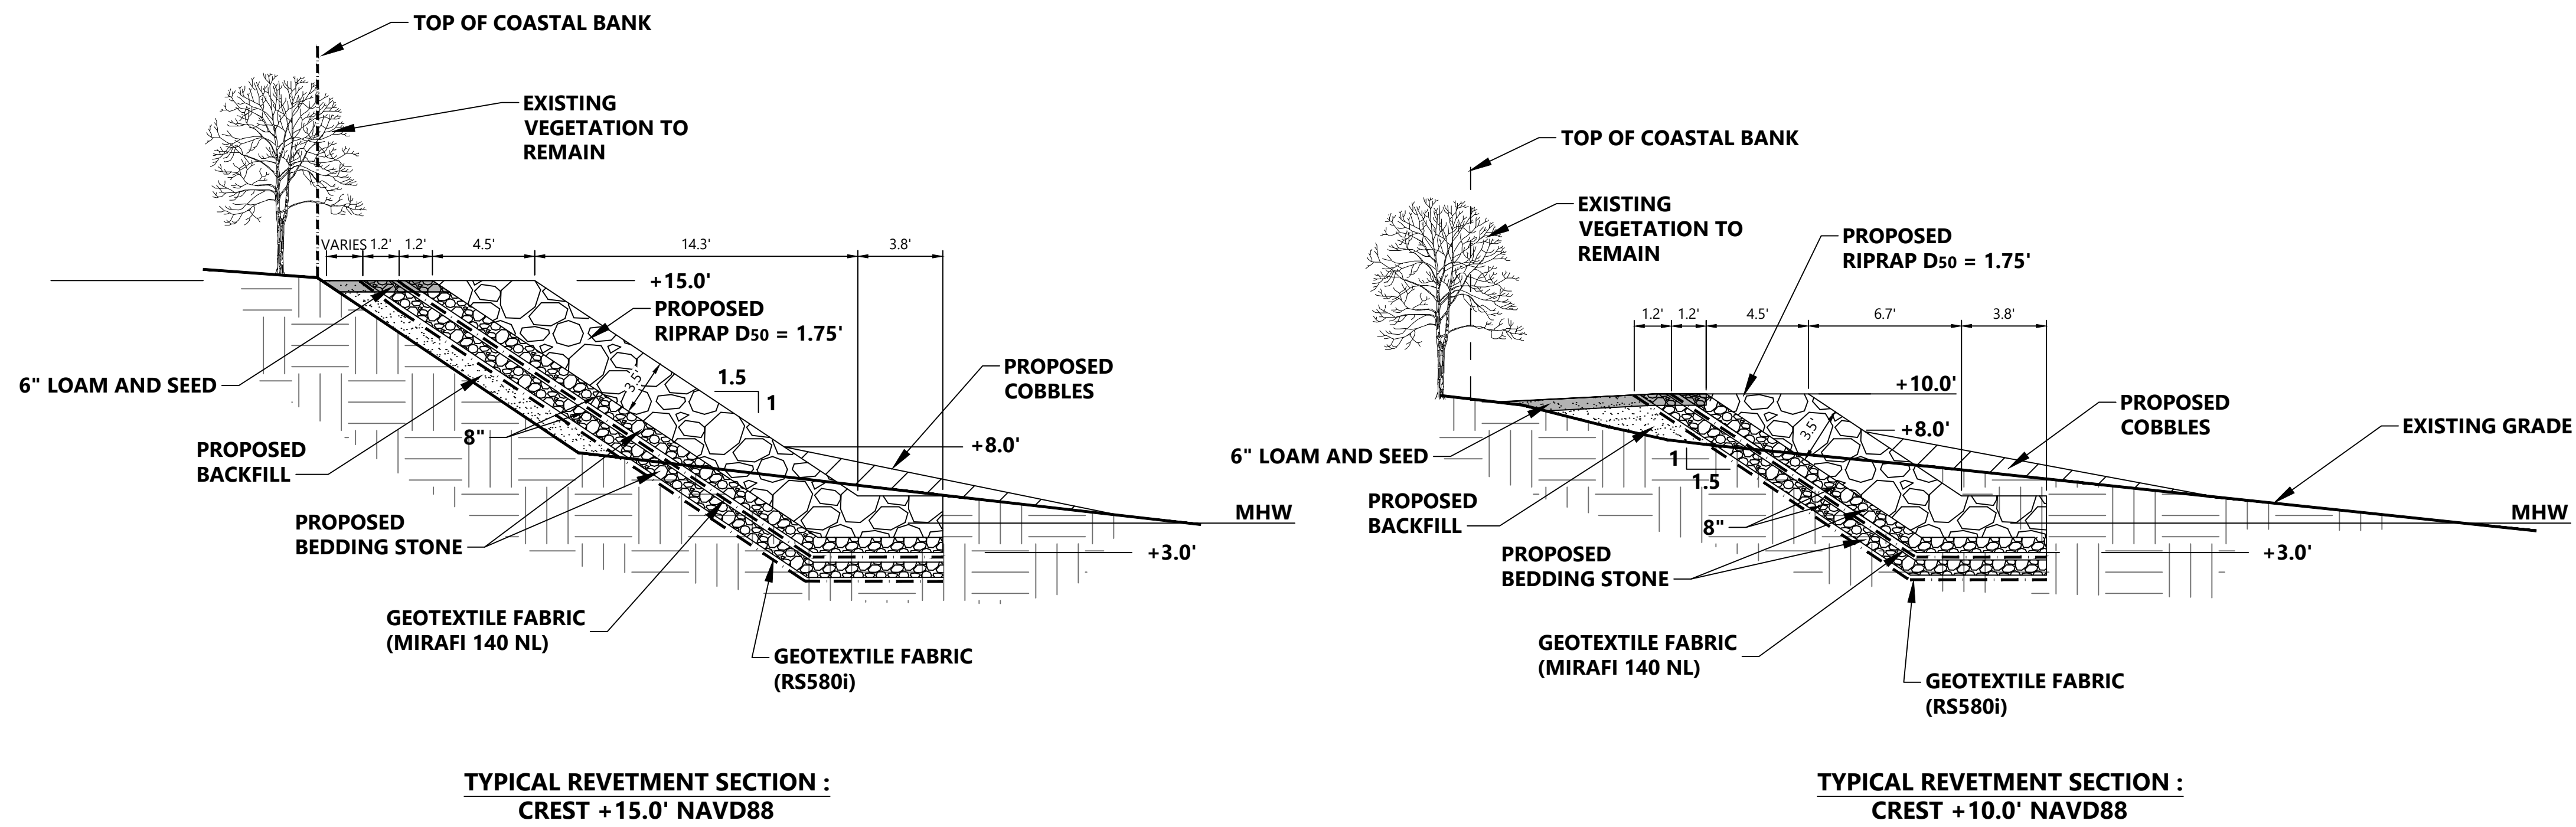 TOP OF COASTAL BANK
EXISTING
VEGETATION TO
REMAIN
VARIES 1.2' 1.2' 4.5' 14.3' 3.8'
+15.0'
PROPOSED
RIPRAP D50 = 1.75'
3.5'
1.5
1
PROPOSED
COBBLES
6" LOAM AND SEED
8"
+8.0'
PROPOSED
BACKFILL
PROPOSED
BEDDING STONE
MHW
+3.0'
GEOTEXTILE FABRIC
(MIRAFI 140 NL)
GEOTEXTILE FABRIC
(RS580i)
TYPICAL REVETMENT SECTION :
CREST +15.0' NAVD88
TOP OF COASTAL BANK
EXISTING
VEGETATION TO
REMAIN
PROPOSED
RIPRAP D50 = 1.75'
1.2' 1.2' 4.5' 6.7' 3.8'
+10.0'
+8.0'
3.5'
PROPOSED
COBBLES
EXISTING GRADE
6" LOAM AND SEED
1
1.5
PROPOSED
BACKFILL
8"
MHW
PROPOSED
BEDDING STONE
+3.0'
GEOTEXTILE FABRIC
(MIRAFI 140 NL)
GEOTEXTILE FABRIC
(RS580i)
TYPICAL REVETMENT SECTION :
CREST +10.0' NAVD88